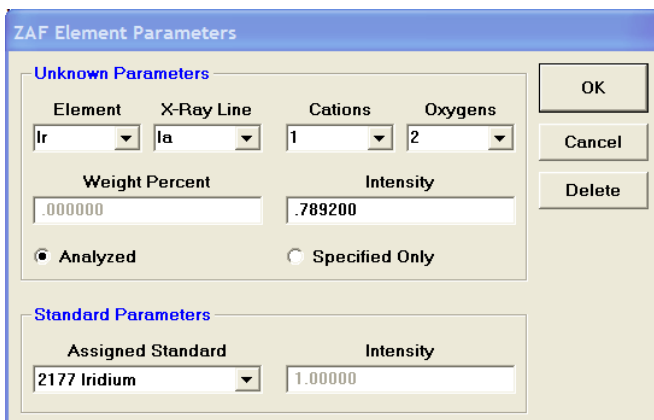 ZAF Element Parameters
Unknown Parameters
Element X-Ray Line Cations Oxygens
Ir la 1 2
Weight Percent Intensity
.000000 .789200
Analyzed Specified Only
OK
Cancel
Delete
Standard Parameters
Assigned Standard Intensity
2177 Iridium 1.00000